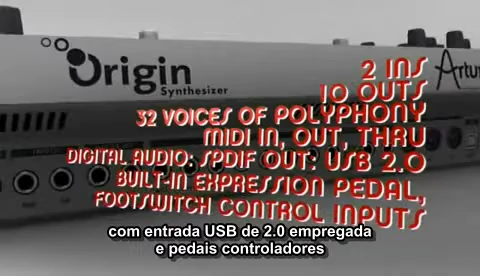 Origin
Synthesizer
Artur
2 INS
10 OUTS
32 VOICES OF POLYPHONY
MIDI IN, OUT, THRU
DIGITAL AUDIO: SPDIF OUT: USB 2.0
BUILT-IN EXPRESSION PEDAL,
FOOTSWITCH CONTROL INPUTS
com entrada USB de 2.0 empregada
e pedais controladores